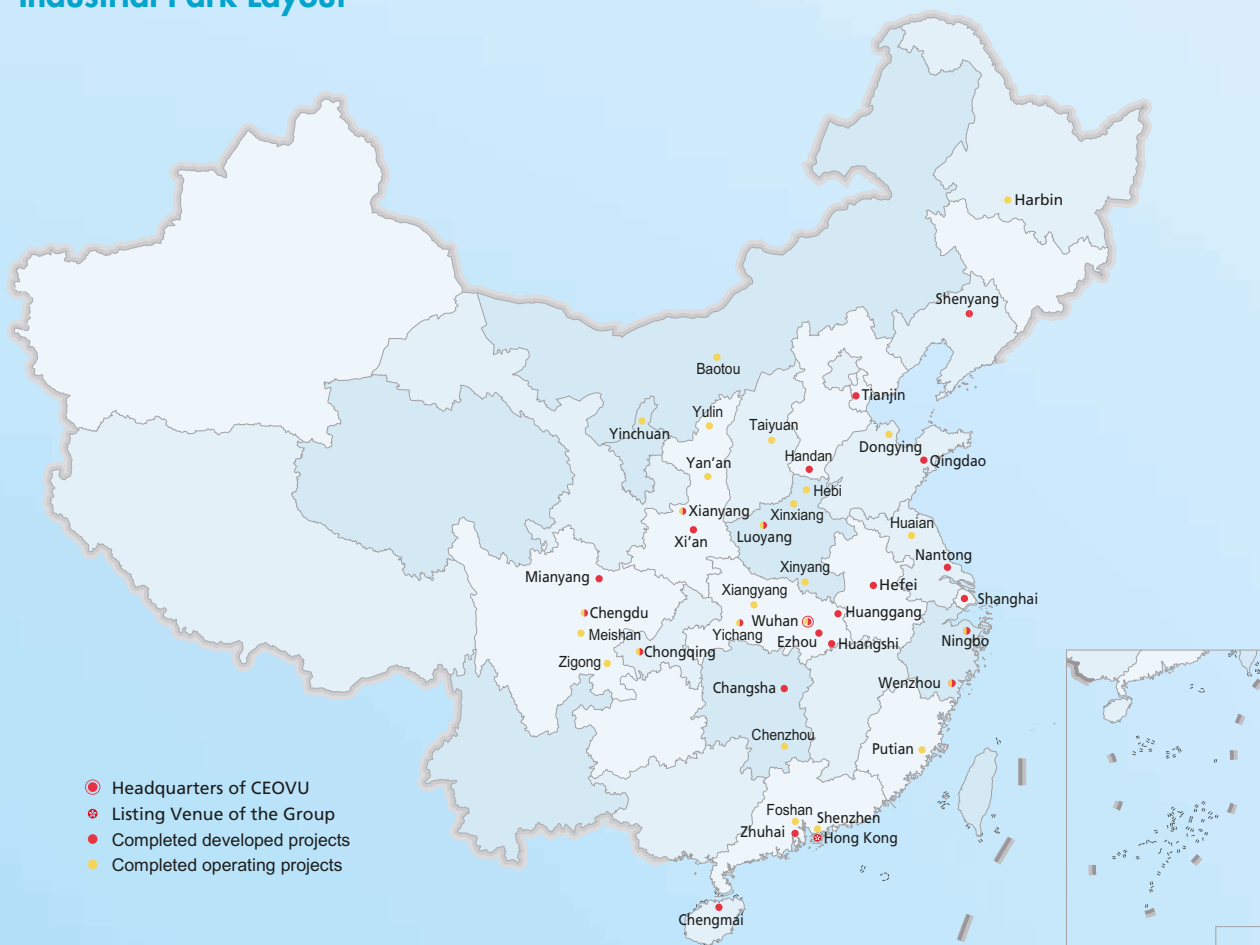 Industrial Park Layout
Harbin
Shenyang
Baotou
Tianjin
Yulin
Taiyuan
Yinchuan
Dongying
Handan
Qingdao
Yan'an
Hebi
Xianyang
Xinxiang
Huaian
Luoyang
Xi'an
Nantong
Xinyang
Mianyang
Hefei
Xiangyang
Shanghai
Chengdu
Huanggang
Wuhan
Meishan
Yichang
Ezhou
Huangshi
Ningbo
Chongqing
Zigong
Wenzhou
Changsha
Chenzhou
Putian
Headquarters of CEOVU
Listing Venue of the Group
Completed developed projects
Completed operating projects
Foshan
Shenzhen
Zhuhai
Hong Kong
Chengmai